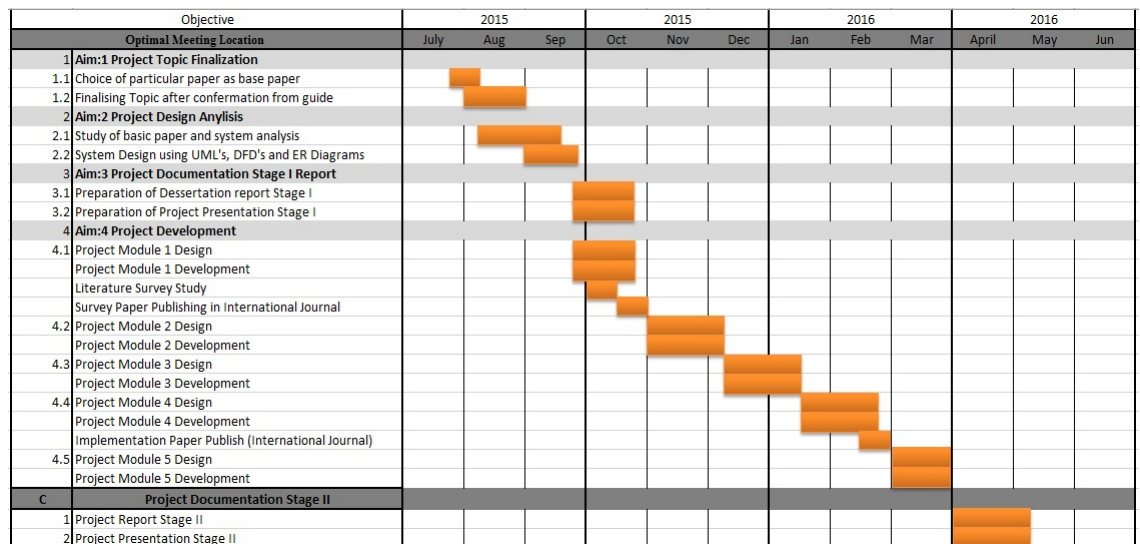 Objective 2015 2015 2016 2016
Optimal Meeting Location July Aug Sep Oct Nov Dec Jan Feb Mar April May Jun
1 Aim:1 Project Topic Finalization
1.1 Choice of particular paper as base paper
1.2 Finalising Topic after confermation from guide
2 Aim:2 Project Design Anylisis
2.1 Study of basic paper and system analysis
2.2 System Design using UML's, DFD's and ER Diagrams
3 Aim:3 Project Documentation Stage I Report
3.1 Preparation of Dessertation report Stage I
3.2 Preparation of Project Presentation Stage I
4 Aim:4 Project Development
4.1 Project Module 1 Design
Project Module 1 Development
Literature Survey Study
Survey Paper Publishing in International Journal
4.2 Project Module 2 Design
Project Module 2 Development
4.3 Project Module 3 Design
Project Module 3 Development
4.4 Project Module 4 Design
Project Module 4 Development
Implementation Paper Publish (International Journal)
4.5 Project Module 5 Design
Project Module 5 Development
C Project Documentation Stage II
1 Project Report Stage II
2 Project Presentation Stage II